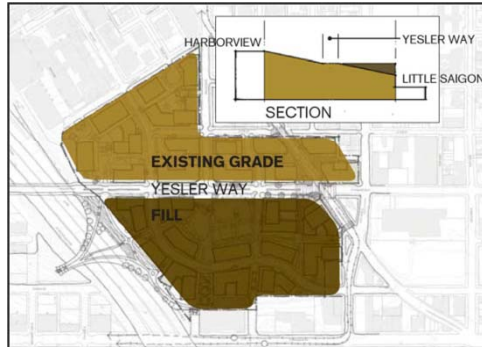 HARBORVIEW
YESLER WAY
LITTLE SAIGON
SECTION
EXISTING GRADE
YESLER WAY
FILL